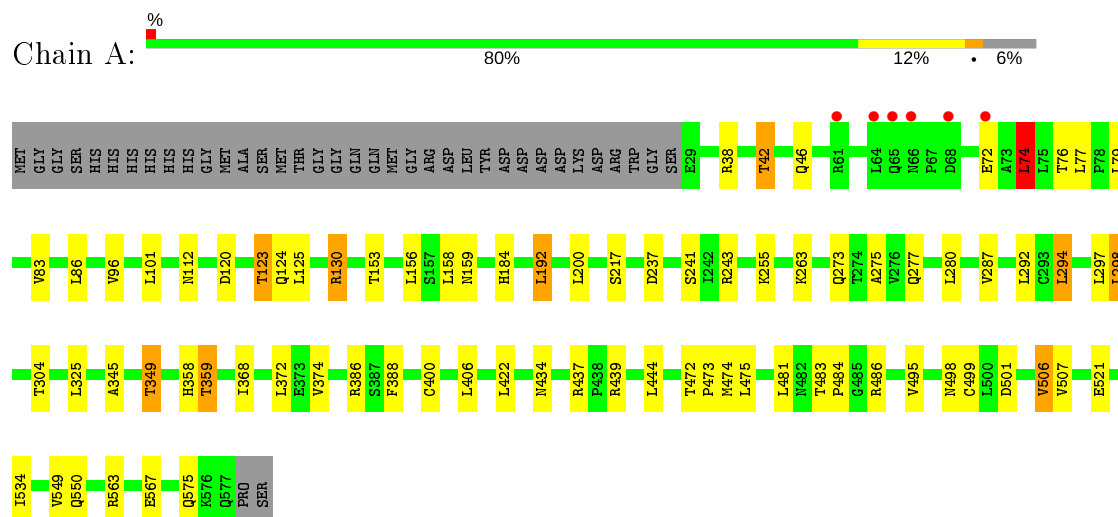 %
Chain A:
80% 12% • 6%
MET GLY GLY SER HIS HIS HIS HIS HIS HIS GLY MET ALA SER MET THR GLY GLY GLN GLN MET GLY ARG ASP LEU TYR ASP ASP ASP ASP LYS ASP ARG TRP GLY SER E29 R38 T42 Q46 R61 L64 Q65 N66 P67 D68 E72 A73 L74 L75 T76 L77 P78 L79
V83 L86 V96 L101 N112 D120 T123 Q124 L125 R130 T153 L156 S157 L158 N159 H184 L192 L200 S217 D237 S241 I242 R243 K255 K263 Q273 T274 A275 V276 Q277 L280 V287 L292 C293 L294 L297 L298
T304 L325 A345 T349 H358 T359 I368 L372 E373 V374 R386 S387 F388 C400 L406 L422 N434 R437 P438 R439 L444 T472 P473 M474 L475 L481 N482 T483 P484 G485 R486 V495 N498 C499 L500 D501 V506 V507 E521
I534 V549 Q550 R563 E567 Q575 K576 Q577 PRO SER